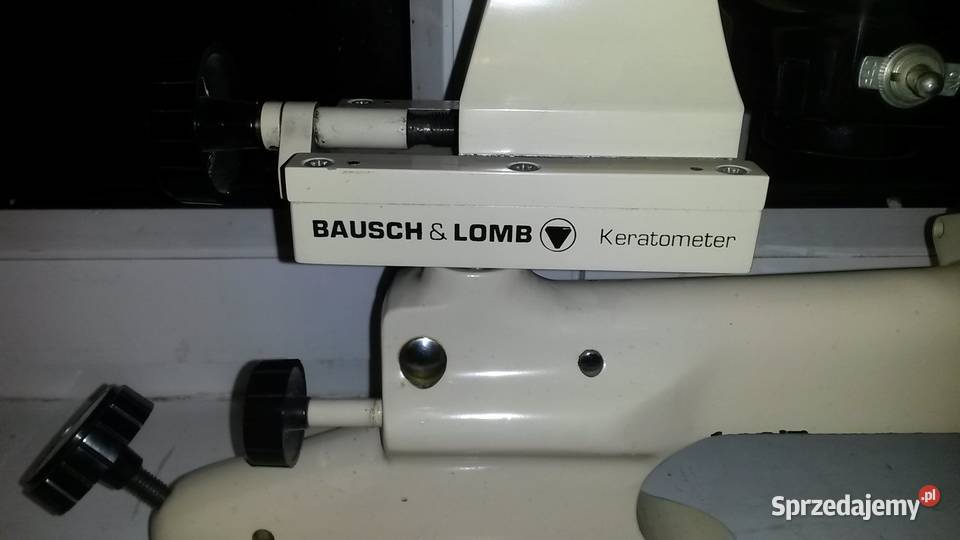 BAUSCH & LOMB Keratometer
Sprzedajemy.pl